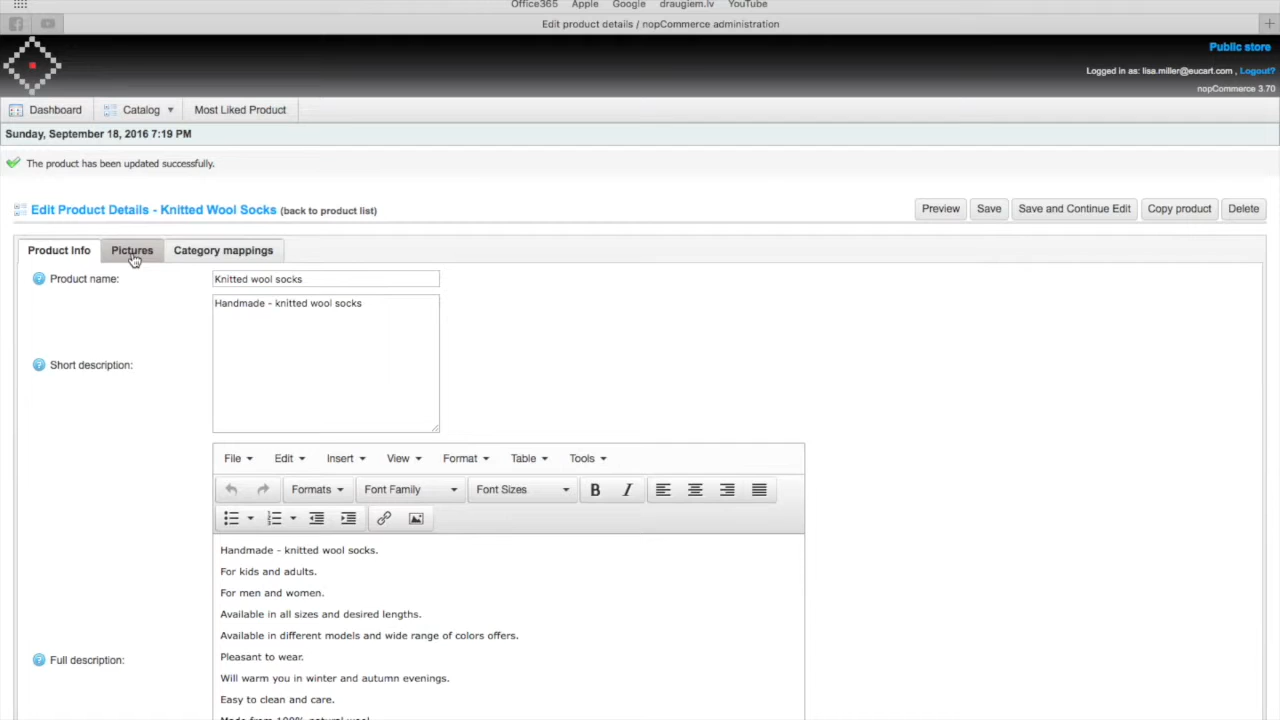 Office365 Apple Google draugiem.lv YouTube
Edit product details / nopCommerce administration
Public store
Logged in as: lisa.miller@eucart.com , Logout?
nopCommerce 3.70
Dashboard Catalog Most Liked Product
Sunday, September 18, 2016 7:19 PM
The product has been updated successfully.
Edit Product Details - Knitted Wool Socks (back to product list) Preview Save Save and Continue Edit Copy product Delete
Product Info Pictures Category mappings
Product name: Knitted wool socks
Handmade - knitted wool socks
Short description:
File Edit Insert View Format Table Tools
Formats Font Family Font Sizes B I
Handmade - knitted wool socks.
For kids and adults.
For men and women.
Available in all sizes and desired lengths.
Available in different models and wide range of colors offers.
Pleasant to wear.
Full description:
Will warm you in winter and autumn evenings.
Easy to clean and care.
Made from 100% natural wool